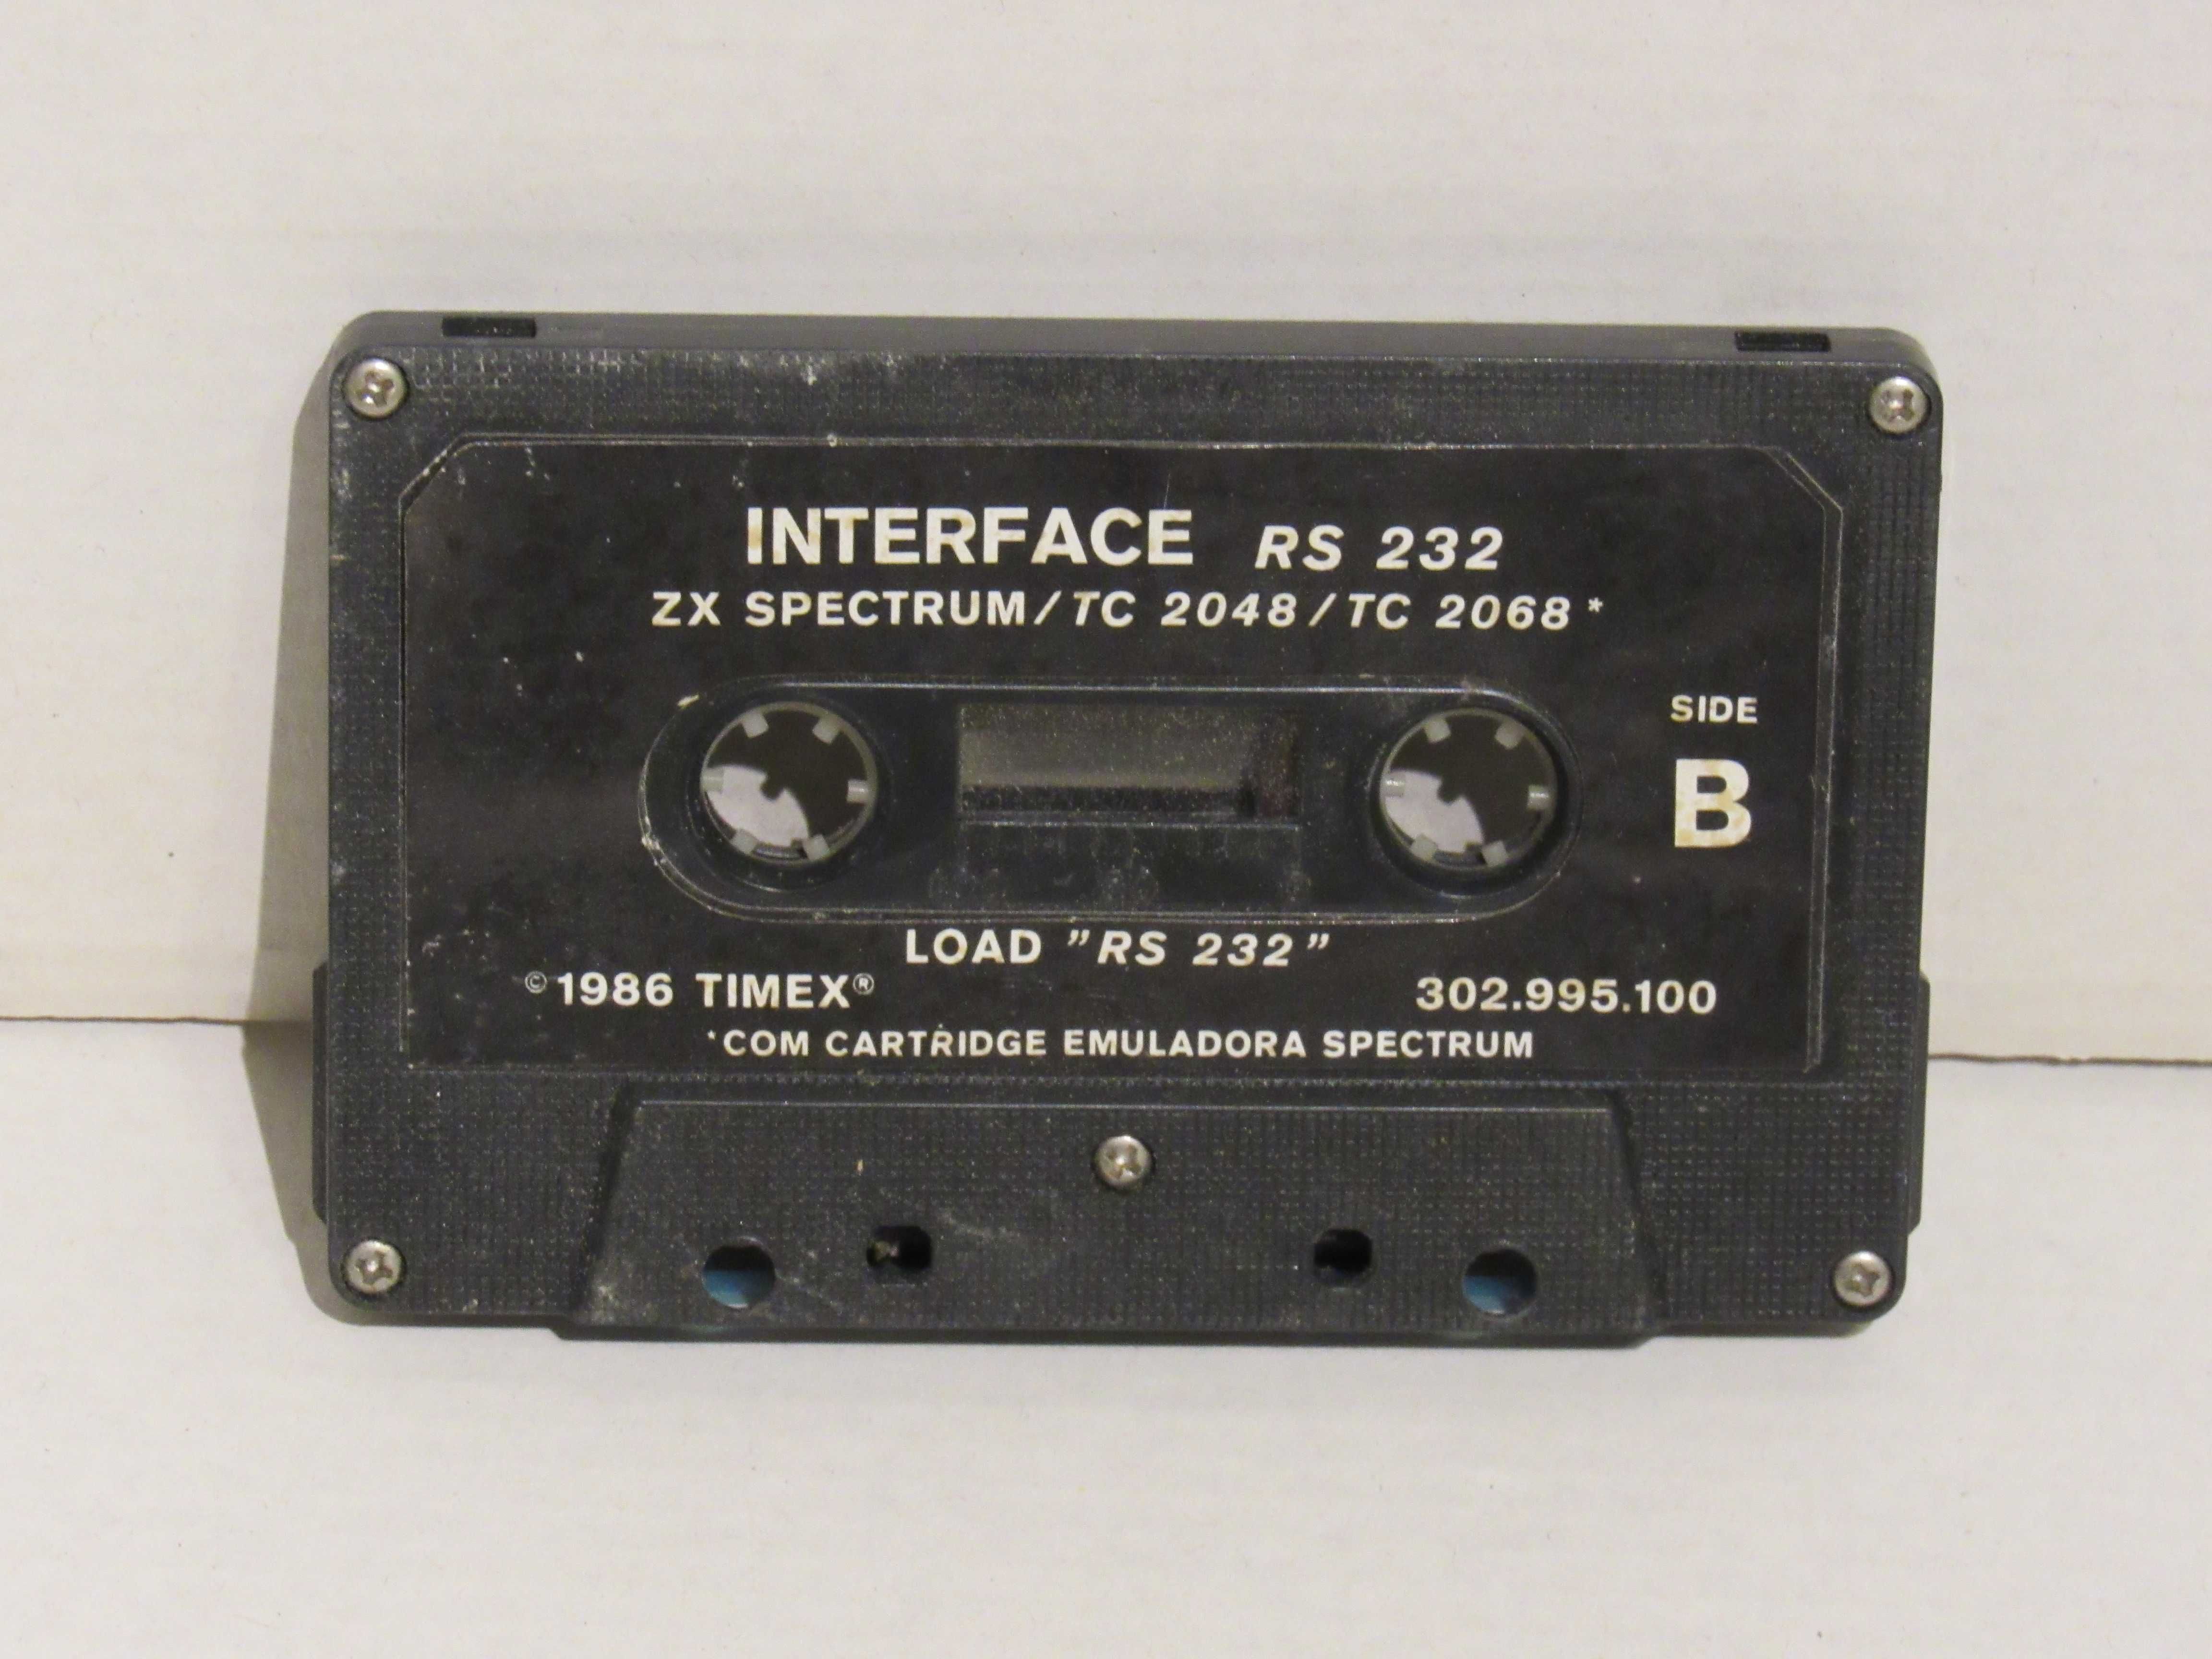 INTERFACE RS 232
ZX SPECTRUM/TC 2048/TC 2068*
SIDE
B
LOAD "RS 232"
©1986 TIMEX® 302.995.100
*COM CARTRIDGE EMULADORA SPECTRUM